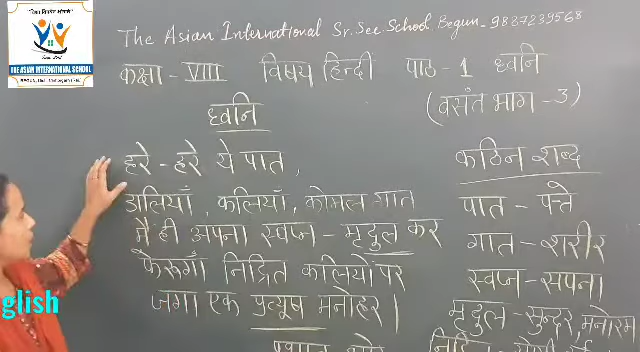 The Asian International Sr. Sec School Begun - 9887239568
THE ASIAN INTERNATIONAL SCHOOL
कक्षा - VIII विषय हिन्दी पाठ - 1 ध्वनि
(वसंत भाग - 3)
ध्वनि
हरे - हरे ये पात,
डालियाँ, कलियाँ, कोमल गात
मैं ही अपना स्वप्न - मृदुल कर
फेरूगाँ निद्रित कलियों पर
जगा एक प्रत्यूष मनोहर।
कठिन शब्द
पात - पत्ते
गात - शरीर
स्वप्न - सपना
मृदुल - सुन्दर, मनोरम
glish